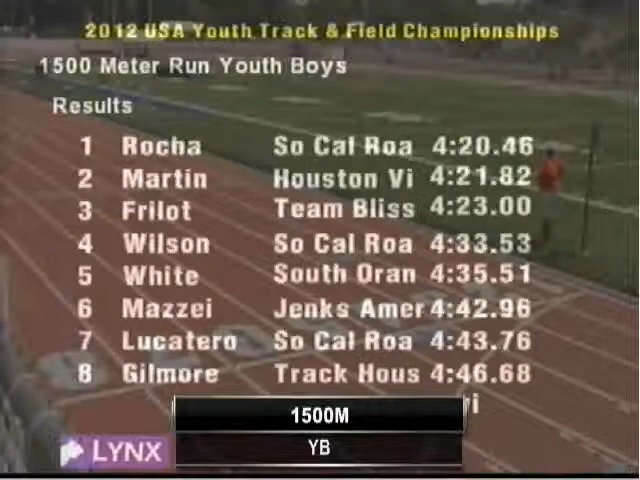 2012 USA Youth Track & Field Championships
1500 Meter Run Youth Boys
Results
1 Rocha So Cal Roa 4:20.46
2 Martin Houston Vi 4:21.82
3 Frilot Team Bliss 4:23.00
4 Wilson So Cal Roa 4:33.53
5 White South Oran 4:35.51
6 Mazzei Jenks Amer 4:42.96
7 Lucatero So Cal Roa 4:43.76
8 Gilmore Track Hous 4:46.68
1500M
YB
LYNX